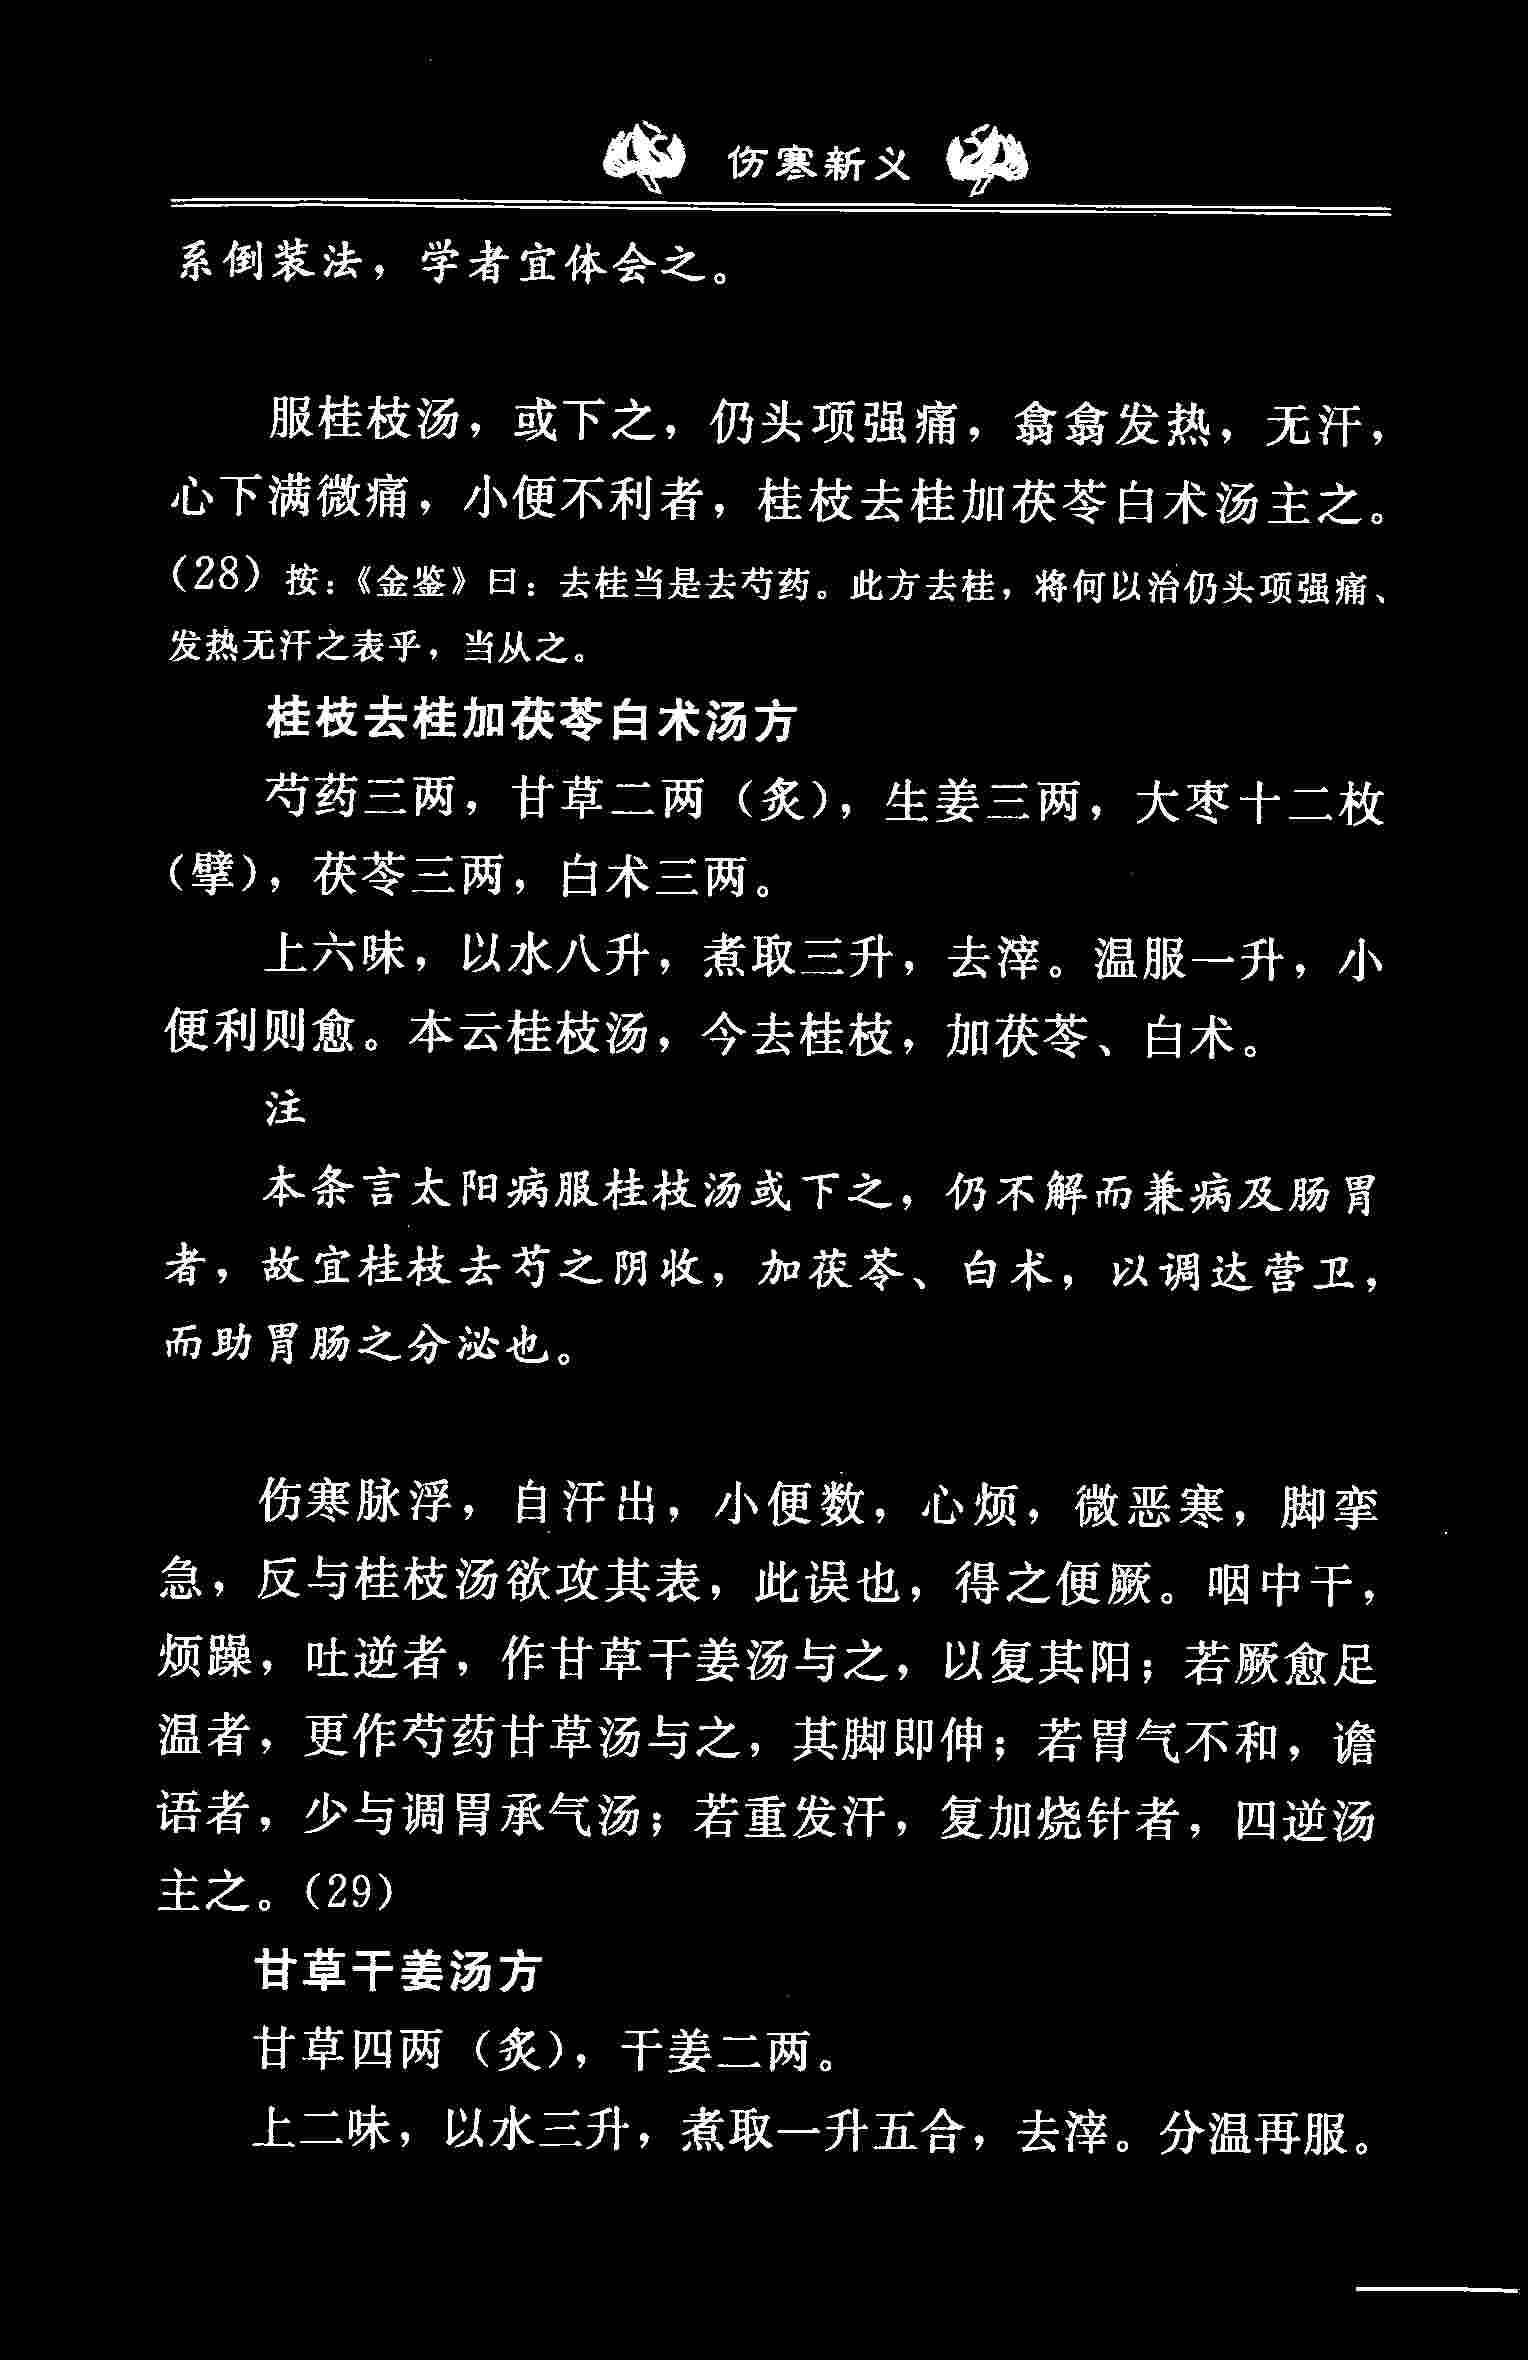 伤寒新义
系倒装法，学者宜体会之。
服桂枝汤，或下之，仍头项强痛，翕翕发热，无汗，
心下满微痛，小便不利者，桂枝去桂加茯苓白术汤主之。
（28）按：《金鉴》曰：去桂当是去芍药。此方去桂，将何以治仍头项强痛、
发热无汗之表乎，当从之。
桂枝去桂加茯苓白术汤方
芍药三两，甘草二两（炙），生姜三两，大枣十二枚
（擘），茯苓三两，白术三两。
上六味，以水八升，煮取三升，去滓。温服一升，小
便利则愈。本云桂枝汤，今去桂枝，加茯苓、白术。
注
本条言太阳病服桂枝汤或下之，仍不解而兼病及肠胃
者，故宜桂枝去芍之阴收，加茯苓、白术，以调达营卫，
而助胃肠之分泌也。
伤寒脉浮，自汗出，小便数，心烦，微恶寒，脚挛
急，反与桂枝汤欲攻其表，此误也，得之便厥。咽中干，
烦躁，吐逆者，作甘草干姜汤与之，以复其阳；若厥愈足
温者，更作芍药甘草汤与之，其脚即伸；若胃气不和，谵
语者，少与调胃承气汤；若重发汗，复加烧针者，四逆汤
主之。（29）
甘草干姜汤方
甘草四两（炙），干姜二两。
上二味，以水三升，煮取一升五合，去滓。分温再服。